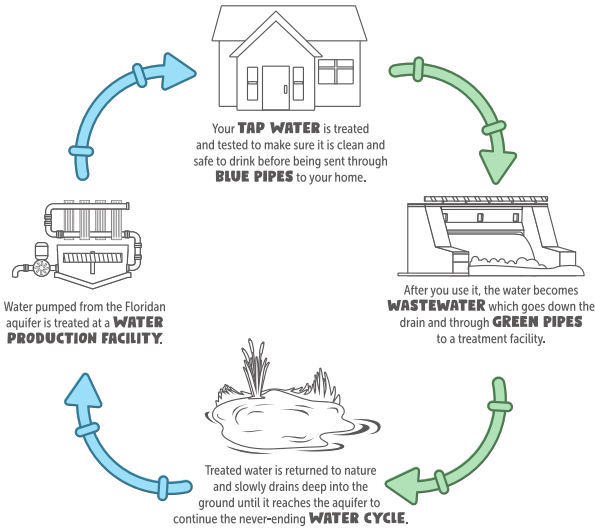 Your TAP WATER is treated
and tested to make sure it is clean and
safe to drink before being sent through
BLUE PIPES to your home.
After you use it, the water becomes
WASTEWATER which goes down the
drain and through GREEN PIPES
to a treatment facility.
Treated water is returned to nature
and slowly drains deep into the
ground until it reaches the aquifer to
continue the never-ending WATER CYCLE.
Water pumped from the Floridan
aquifer is treated at a WATER
PRODUCTION FACILITY.